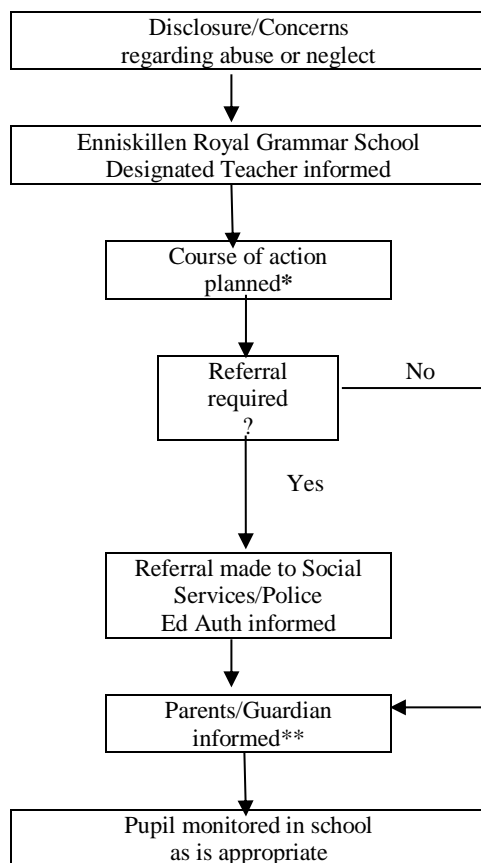 Disclosure/Concerns
regarding abuse or neglect
Enniskillen Royal Grammar School
Designated Teacher informed
Course of action
planned*
Referral
required
?
No
Yes
Referral made to Social
Services/Police
Ed Auth informed
Parents/Guardian
informed**
Pupil monitored in school
as is appropriate